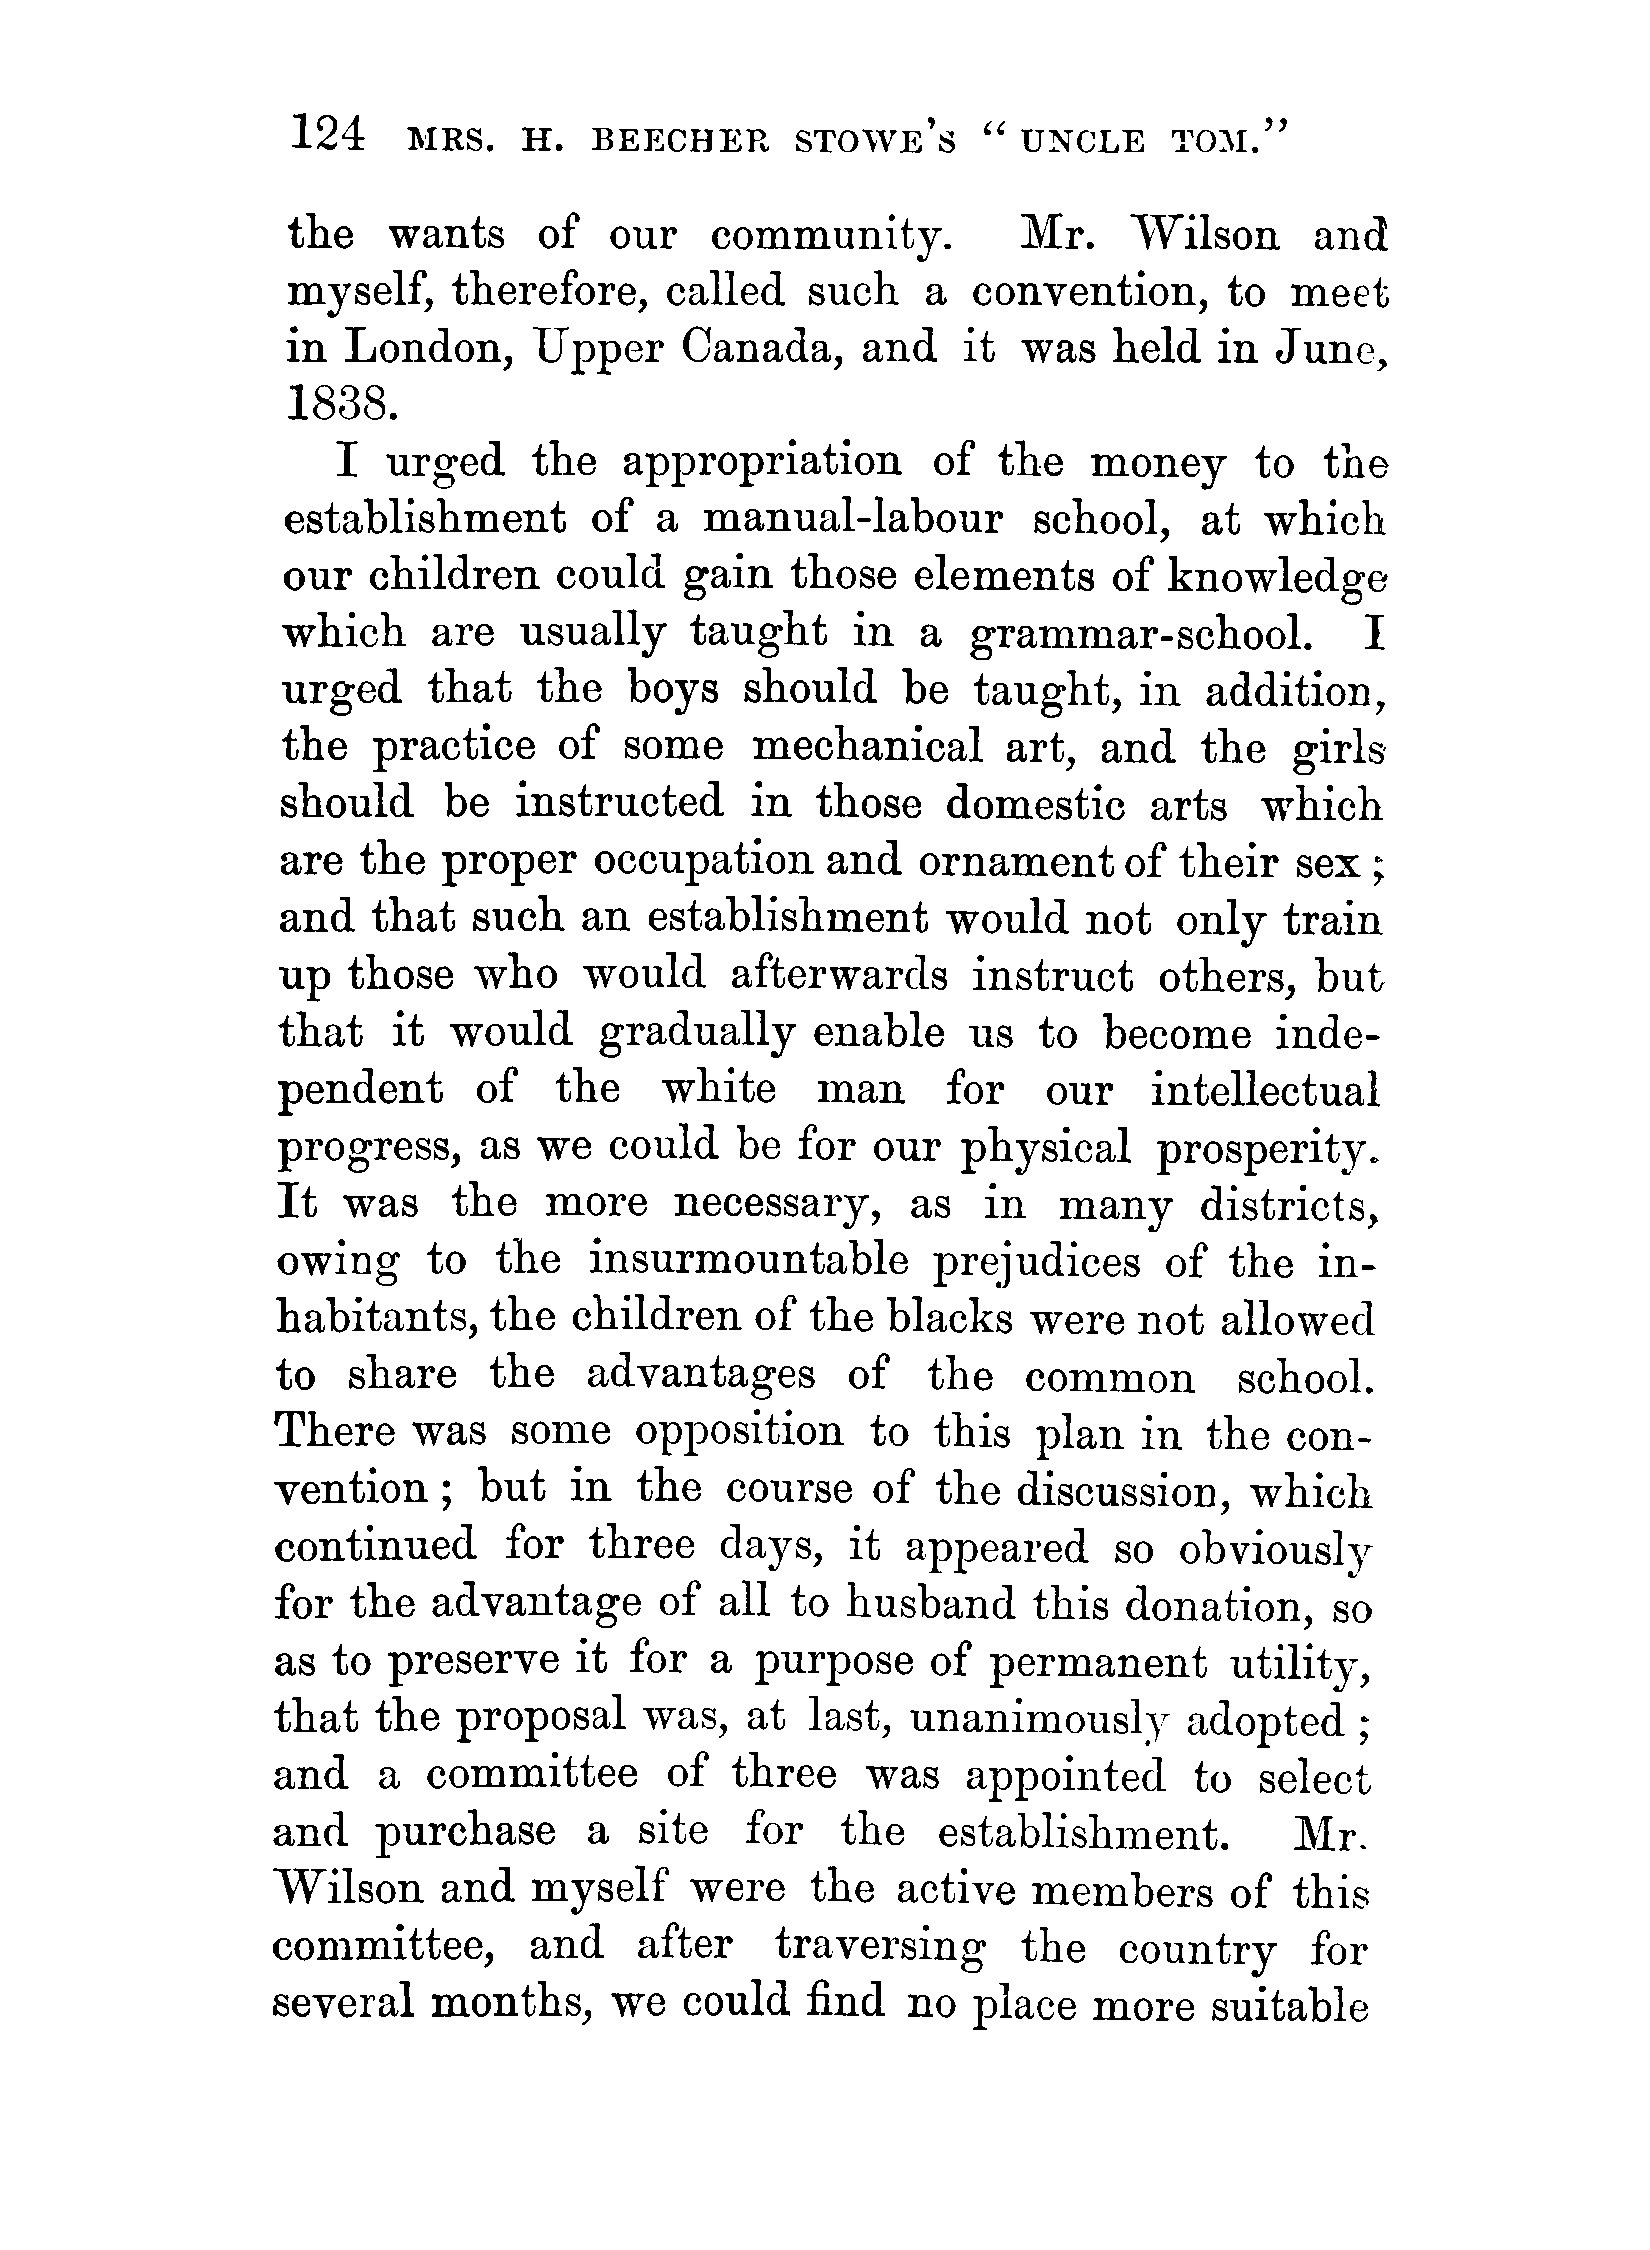 124 MRS. H. BEECHER STOWE'S "UNCLE TOM."
the wants of our community. Mr. Wilson and
myself, therefore, called such a convention, to meet
in London, Upper Canada, and it was held in June,
1838.
I urged the appropriation of the money to the
establishment of a manual-labour school, at which
our children could gain those elements of knowledge
which are usually taught in a grammar-school. I
urged that the boys should be taught, in addition,
the practice of some mechanical art, and the girls
should be instructed in those domestic arts which
are the proper occupation and ornament of their sex;
and that such an establishment would not only train
up those who would afterwards instruct others, but
that it would gradually enable us to become inde-
pendent of the white man for our intellectual
progress, as we could be for our physical prosperity.
It was the more necessary, as in many districts,
owing to the insurmountable prejudices of the in-
habitants, the children of the blacks were not allowed
to share the advantages of the common school.
There was some opposition to this plan in the con-
vention; but in the course of the discussion, which
continued for three days, it appeared so obviously
for the advantage of all to husband this donation, so
as to preserve it for a purpose of permanent utility,
that the proposal was, at last, unanimously adopted;
and a committee of three was appointed to select
and purchase a site for the establishment. Mr.
Wilson and myself were the active members of this
committee, and after traversing the country for
several months, we could find no place more suitable